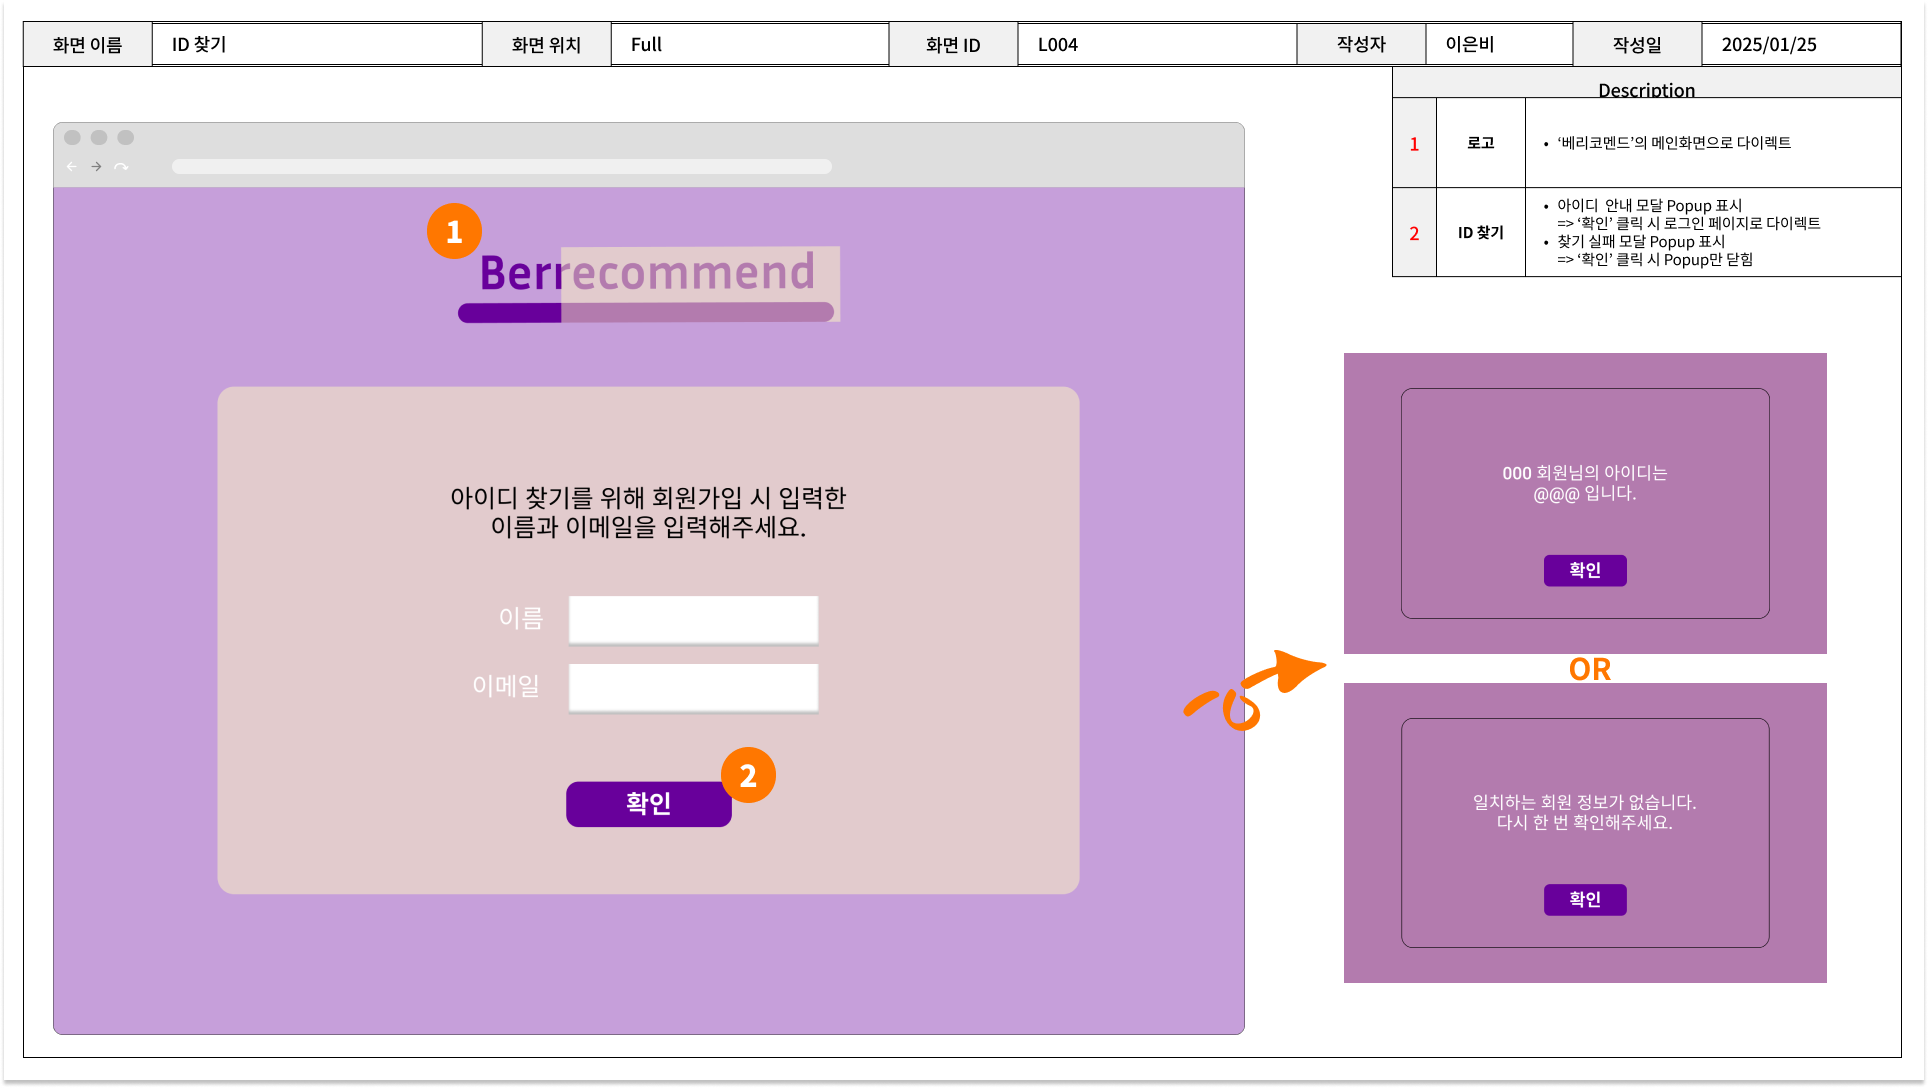 화면 이름 ID 찾기 화면 위치 Full 화면 ID L004 작성자 이은비 작성일 2025/01/25
Description
1 로고 • ‘베리코멘드’의 메인화면으로 다이렉트
2 ID 찾기 • 아이디 안내 모달 Popup 표시
=> ‘확인’ 클릭 시 로그인 페이지로 다이렉트
• 찾기 실패 모달 Popup 표시
=> ‘확인’ 클릭 시 Popup만 닫힘
1
Berrecommend
아이디 찾기를 위해 회원가입 시 입력한
이름과 이메일을 입력해주세요.
이름
이메일
2
확인
000 회원님의 아이디는
@@@ 입니다.
확인
OR
일치하는 회원 정보가 없습니다.
다시 한 번 확인해주세요.
확인